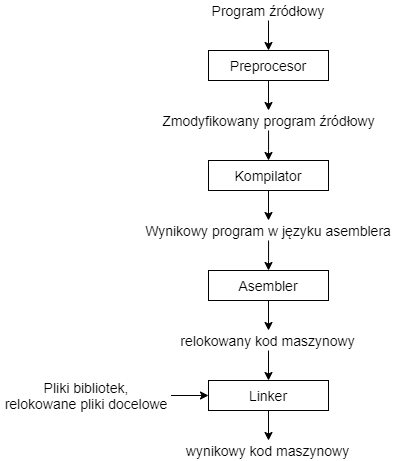 Program źródłowy
Preprocesor
Zmodyfikowany program źródłowy
Kompilator
Wynikowy program w języku asemblera
Asembler
relokowany kod maszynowy
Pliki bibliotek,
relokowane pliki docelowe
Linker
wynikowy kod maszynowy